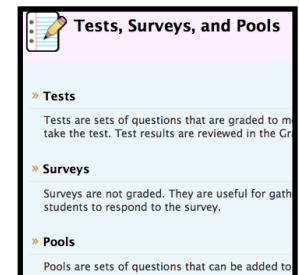 Tests, Surveys, and Pools
» Tests
Tests are sets of questions that are graded to
take the test. Test results are reviewed in the
» Surveys
Surveys are not graded. They are useful for
students to respond to the survey.
» Pools
Pools are sets of questions that can be added to